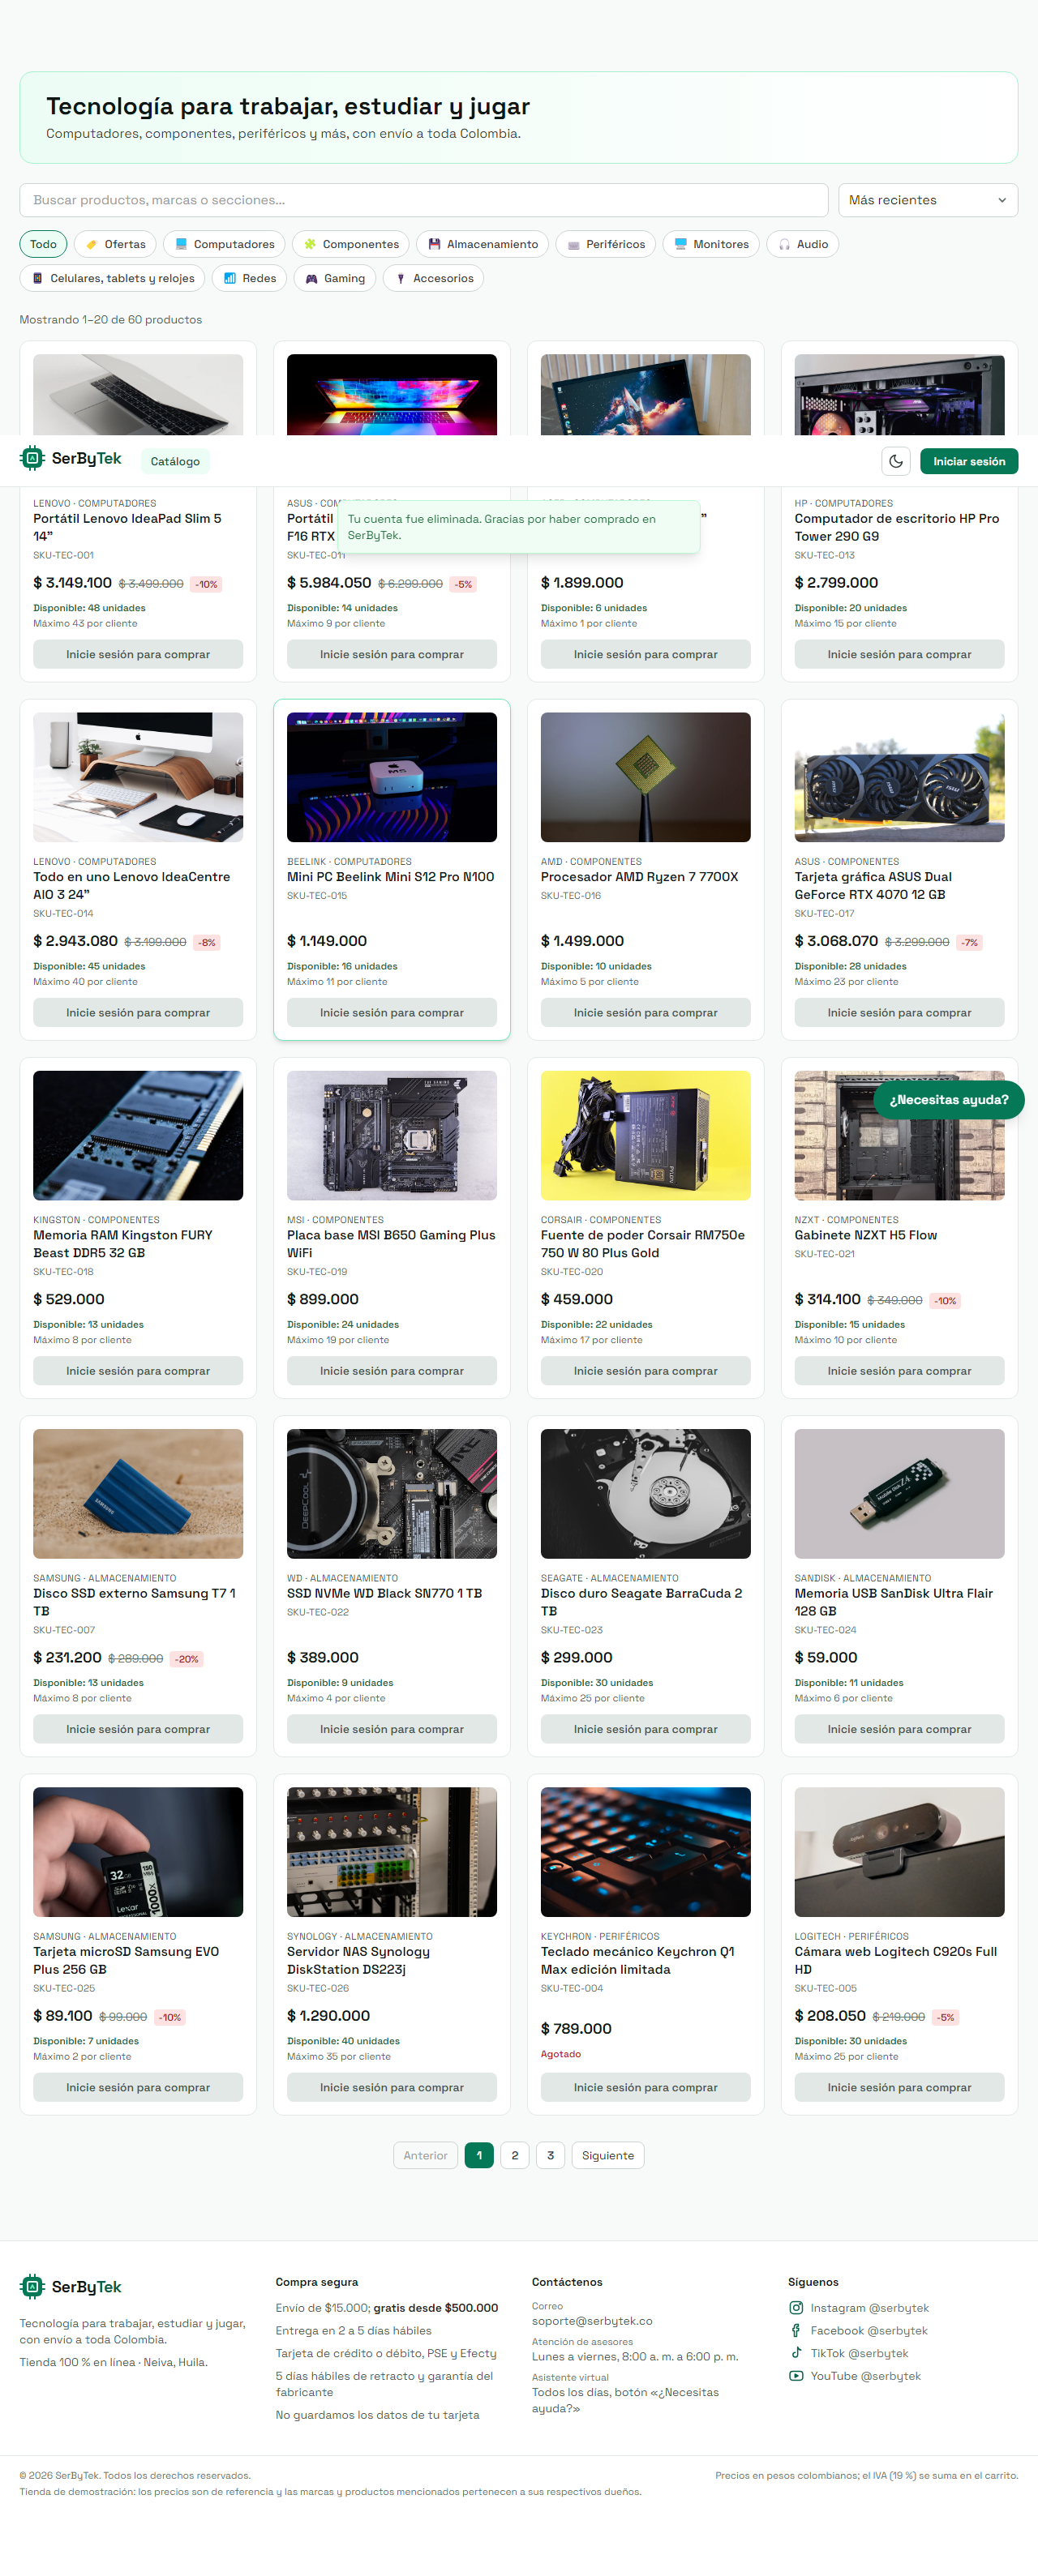 Tecnología para trabajar, estudiar y jugar
Computadores, componentes, periféricos y más, con envío a toda Colombia.
Buscar productos, marcas o secciones...
Más recientes
Todo
Ofertas
Computadores
Componentes
Almacenamiento
Periféricos
Monitores
Audio
Celulares, tablets y relojes
Redes
Gaming
Accesorios
Mostrando 1–20 de 60 productos
SerByTek
Catálogo
Iniciar sesión
Tu cuenta fue eliminada. Gracias por haber comprado en
SerByTek.
LENOVO · COMPUTADORES
Portátil Lenovo IdeaPad Slim 5
14"
SKU-TEC-001
$ 3.149.100 $ 3.499.000 -10%
Disponible: 48 unidades
Máximo 43 por cliente
Inicie sesión para comprar
ASUS · COM
Portátil
F16 RTX
SKU-TEC-011
$ 5.984.050 $ 6.299.000 -5%
Disponible: 14 unidades
Máximo 9 por cliente
Inicie sesión para comprar
$ 1.899.000
Disponible: 6 unidades
Máximo 1 por cliente
Inicie sesión para comprar
HP · COMPUTADORES
Computador de escritorio HP Pro
Tower 290 G9
SKU-TEC-013
$ 2.799.000
Disponible: 20 unidades
Máximo 15 por cliente
Inicie sesión para comprar
LENOVO · COMPUTADORES
Todo en uno Lenovo IdeaCentre
AIO 3 24"
SKU-TEC-014
$ 2.943.080 $ 3.199.000 -8%
Disponible: 45 unidades
Máximo 40 por cliente
Inicie sesión para comprar
BEELINK · COMPUTADORES
Mini PC Beelink Mini S12 Pro N100
SKU-TEC-015
$ 1.149.000
Disponible: 16 unidades
Máximo 11 por cliente
Inicie sesión para comprar
AMD · COMPONENTES
Procesador AMD Ryzen 7 7700X
SKU-TEC-016
$ 1.499.000
Disponible: 10 unidades
Máximo 5 por cliente
Inicie sesión para comprar
ASUS · COMPONENTES
Tarjeta gráfica ASUS Dual
GeForce RTX 4070 12 GB
SKU-TEC-017
$ 3.068.070 $ 3.299.000 -7%
Disponible: 28 unidades
Máximo 23 por cliente
Inicie sesión para comprar
¿Necesitas ayuda?
KINGSTON · COMPONENTES
Memoria RAM Kingston FURY
Beast DDR5 32 GB
SKU-TEC-018
$ 529.000
Disponible: 13 unidades
Máximo 8 por cliente
Inicie sesión para comprar
MSI · COMPONENTES
Placa base MSI B650 Gaming Plus
WiFi
SKU-TEC-019
$ 899.000
Disponible: 24 unidades
Máximo 19 por cliente
Inicie sesión para comprar
CORSAIR · COMPONENTES
Fuente de poder Corsair RM750e
750 W 80 Plus Gold
SKU-TEC-020
$ 459.000
Disponible: 22 unidades
Máximo 17 por cliente
Inicie sesión para comprar
NZXT · COMPONENTES
Gabinete NZXT H5 Flow
SKU-TEC-021
$ 314.100 $ 349.000 -10%
Disponible: 15 unidades
Máximo 10 por cliente
Inicie sesión para comprar
SAMSUNG
SAMSUNG · ALMACENAMIENTO
Disco SSD externo Samsung T7 1
TB
SKU-TEC-007
$ 231.200 $ 289.000 -20%
Disponible: 13 unidades
Máximo 8 por cliente
Inicie sesión para comprar
DEEPCOOL
WD · ALMACENAMIENTO
SSD NVMe WD Black SN770 1 TB
SKU-TEC-022
$ 389.000
Disponible: 9 unidades
Máximo 4 por cliente
Inicie sesión para comprar
SEAGATE · ALMACENAMIENTO
Disco duro Seagate BarraCuda 2
TB
SKU-TEC-023
$ 299.000
Disponible: 30 unidades
Máximo 25 por cliente
Inicie sesión para comprar
SANDISK · ALMACENAMIENTO
Memoria USB SanDisk Ultra Flair
128 GB
SKU-TEC-024
$ 59.000
Disponible: 11 unidades
Máximo 6 por cliente
Inicie sesión para comprar
32GB
150
1000x
Lexar
SAMSUNG · ALMACENAMIENTO
Tarjeta microSD Samsung EVO
Plus 256 GB
SKU-TEC-025
$ 89.100 $ 99.000 -10%
Disponible: 7 unidades
Máximo 2 por cliente
Inicie sesión para comprar
SYNOLOGY · ALMACENAMIENTO
Servidor NAS Synology
DiskStation DS223j
SKU-TEC-026
$ 1.290.000
Disponible: 40 unidades
Máximo 35 por cliente
Inicie sesión para comprar
KEYCHRON · PERIFÉRICOS
Teclado mecánico Keychron Q1
Max edición limitada
SKU-TEC-004
$ 789.000
Agotado
Inicie sesión para comprar
LOGITECH · PERIFÉRICOS
Cámara web Logitech C920s Full
HD
SKU-TEC-005
$ 208.050 $ 219.000 -5%
Disponible: 30 unidades
Máximo 25 por cliente
Inicie sesión para comprar
Anterior 1 2 3 Siguiente
SerByTek
Tecnología para trabajar, estudiar y jugar,
con envío a toda Colombia.
Tienda 100 % en línea · Neiva, Huila.
Compra segura
Envío de $15.000; gratis desde $500.000
Entrega en 2 a 5 días hábiles
Tarjeta de crédito o débito, PSE y Efecty
5 días hábiles de retracto y garantía del
fabricante
No guardamos los datos de tu tarjeta
Contáctenos
Correo
soporte@serbytek.co
Atención de asesores
Lunes a viernes, 8:00 a. m. a 6:00 p. m.
Asistente virtual
Todos los días, botón «¿Necesitas
ayuda?»
Síguenos
Instagram @serbytek
Facebook @serbytek
TikTok @serbytek
YouTube @serbytek
© 2026 SerByTek. Todos los derechos reservados.
Precios en pesos colombianos; el IVA (19 %) se suma en el carrito.
Tienda de demostración: los precios son de referencia y las marcas y productos mencionados pertenecen a sus respectivos dueños.